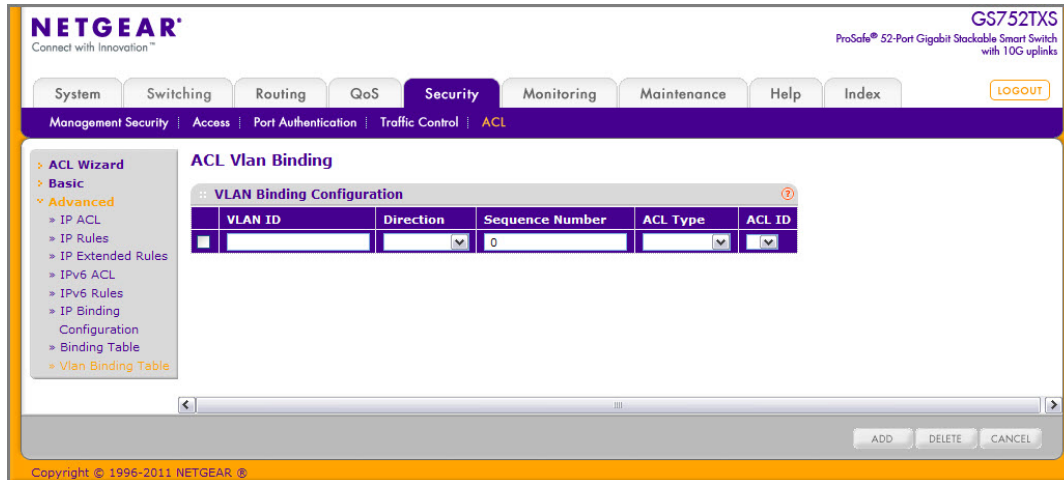 NETGEAR®
Connect with Innovation™
GS752TXS
ProSafe® 52-Port Gigabit Stackable Smart Switch
with 10G uplinks
System Switching Routing QoS Security Monitoring Maintenance Help Index LOGOUT
Management Security | Access | Port Authentication | Traffic Control | ACL
ACL Wizard
Basic
Advanced
» IP ACL
» IP Rules
» IP Extended Rules
» IPv6 ACL
» IPv6 Rules
» IP Binding
Configuration
» Binding Table
» Vlan Binding Table
ACL Vlan Binding
VLAN Binding Configuration ?
VLAN ID Direction Sequence Number ACL Type ACL ID
0
ADD DELETE CANCEL
Copyright © 1996-2011 NETGEAR ®